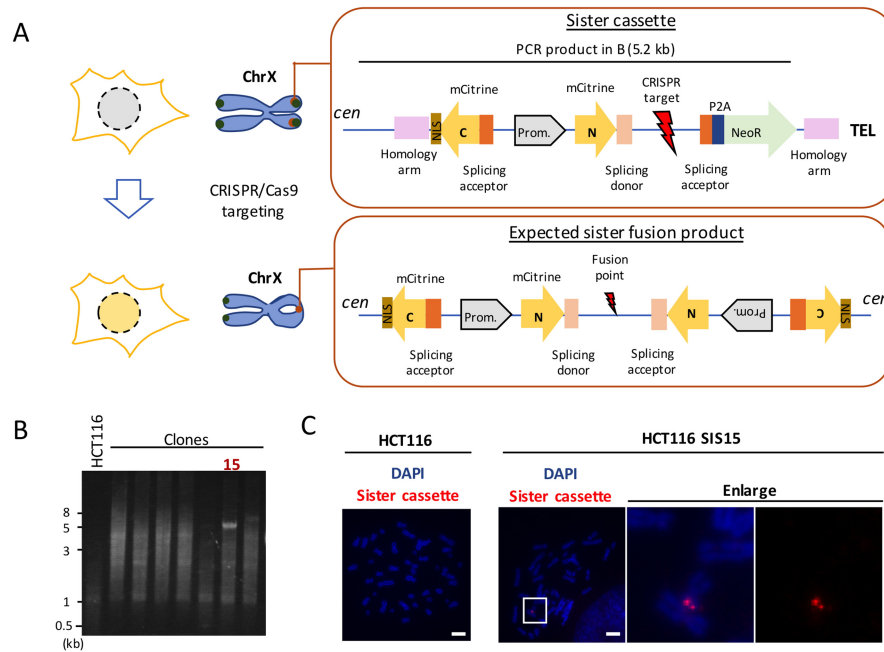 A
Sister cassette
PCR product in B (5.2 kb)
ChrX
mCitrine
mCitrine
CRISPR
target
P2A
cen
NLS
C
Prom.
N
NeoR
TEL
Homology
arm
Splicing
acceptor
Splicing
donor
Splicing
acceptor
Homology
arm
CRISPR/Cas9
targeting
Expected sister fusion product
ChrX
mCitrine
mCitrine
Fusion
point
cen
cen
NLS
C
Prom.
N
N
Prom.
C
NLS
Splicing
acceptor
Splicing
donor
Splicing
acceptor
B
HCT116
Clones
15
8
5
3
1
0.5
(kb)
C
HCT116
HCT116 SIS15
DAPI
Sister cassette
DAPI
Sister cassette
Enlarge